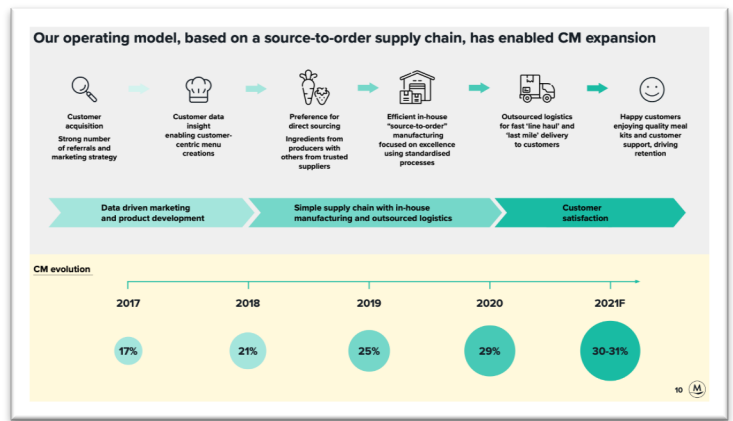 Our operating model, based on a source-to-order supply chain, has enabled CM expansion
Customer
acquisition
Strong number
of referrals and
marketing strategy
Customer data
insight
enabling customer-
centric menu
creations
Preference for
direct sourcing
Ingredients from
producers with
others from trusted
suppliers
Efficient in-house
"source-to-order"
manufacturing
focused on excellence
using standardised
processes
Outsourced logistics
for fast 'line haul' and
'last mile' delivery
to customers
Happy customers
enjoying quality meal
kits and customer
support, driving
retention
Data driven marketing
and product development
Simple supply chain with in-house
manufacturing and outsourced logistics
Customer
satisfaction
CM evolution
2017
2018
2019
2020
2021F
17%
21%
25%
29%
30-31%
10
M